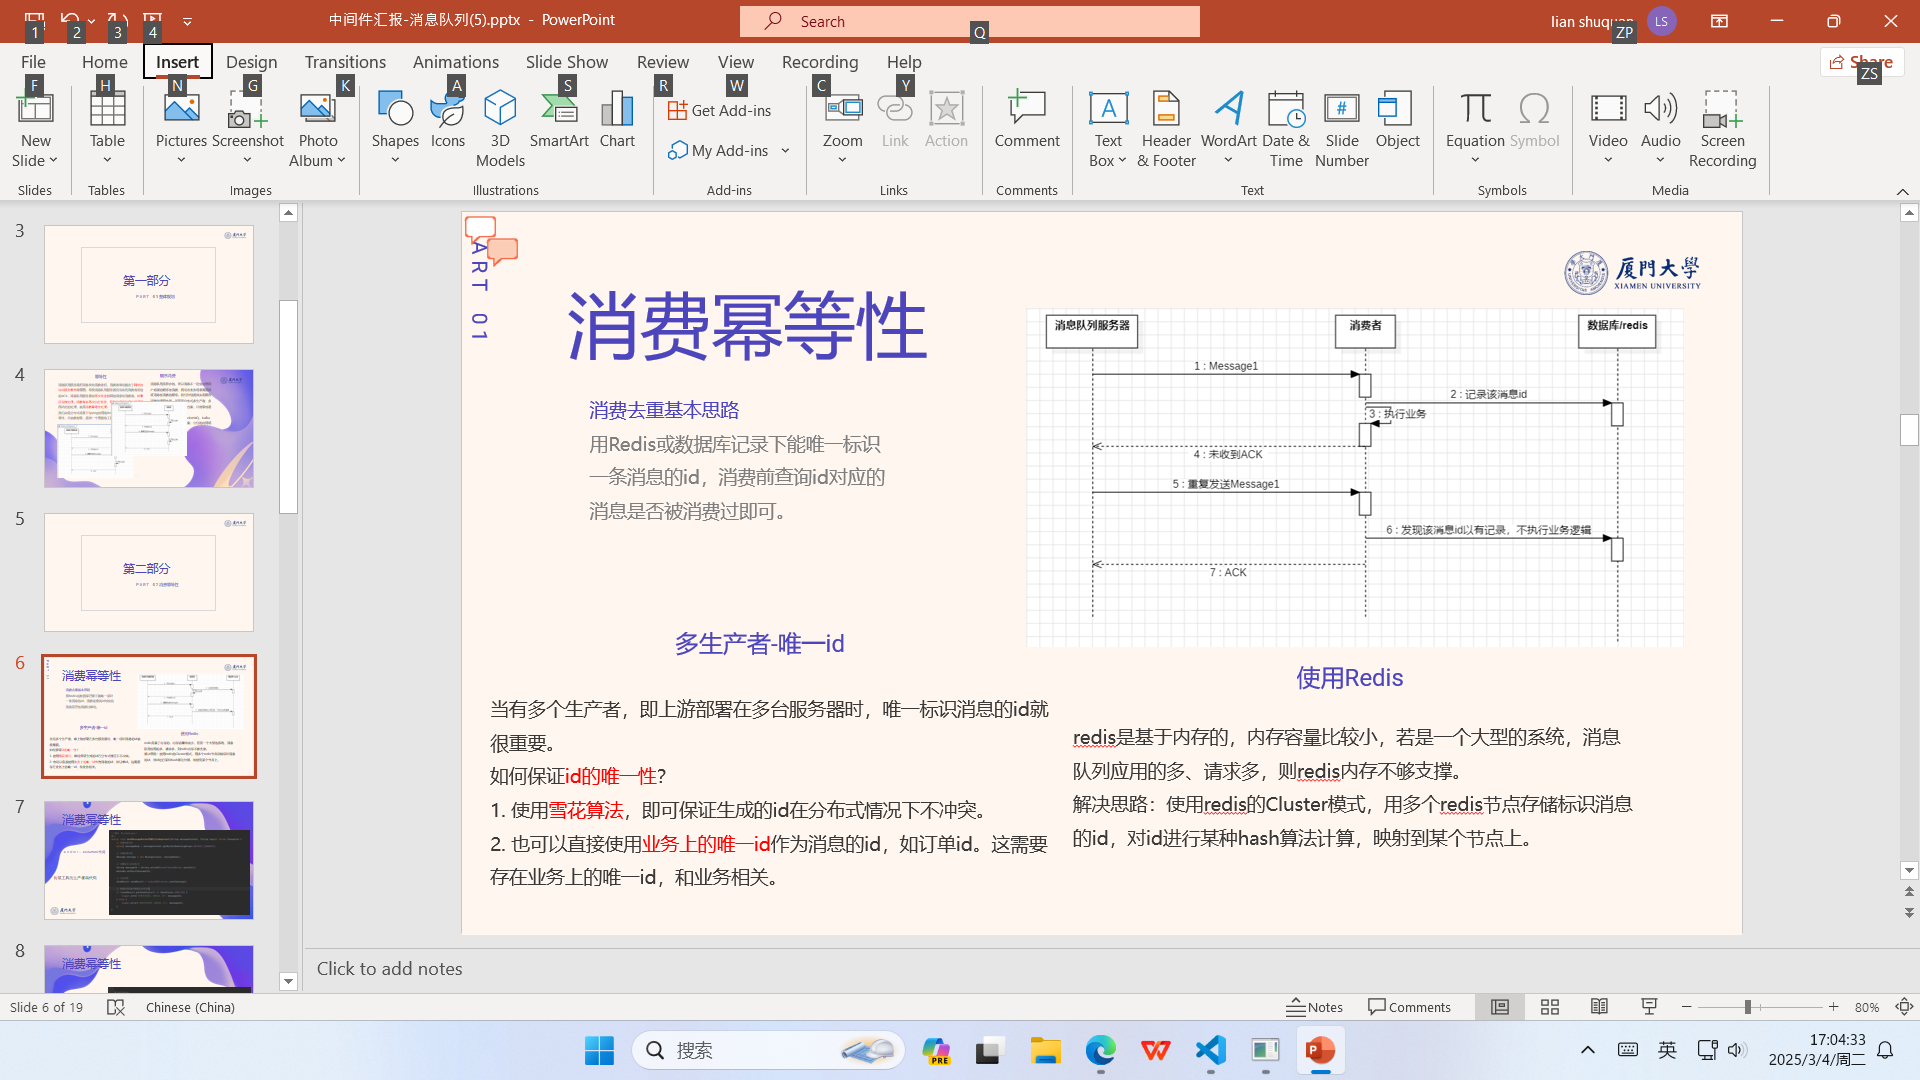 中间件汇报-消息队列(5).pptx - PowerPoint
Search
lian shuquan
LS
1
2
3
4
Q
ZP
File
Home
Insert
Design
Transitions
Animations
Slide Show
Review
View
Recording
Help
Share
F
H
N
G
K
A
S
R
W
C
Y
ZS
New Slide
Table
Pictures
Screenshot
Photo Album
Shapes
Icons
3D Models
SmartArt
Chart
Get Add-ins
My Add-ins
Zoom
Link
Action
Comment
Text Box
Header & Footer
WordArt
Date & Time
Slide Number
Object
Equation
Symbol
Video
Audio
Screen Recording
Slides
Tables
Images
Illustrations
Add-ins
Links
Comments
Text
Symbols
Media
3
第一部分
4
5
第二部分
6
消费幂等性
多生产者-唯一id
使用Redis
7
消费幂等性
8
消费幂等性
ART 01
厦門大學
XIAMEN UNIVERSITY
消费幂等性
消费去重基本思路
用Redis或数据库记录下能唯一标识
一条消息的id，消费前查询id对应的
消息是否被消费过即可。
消息队列服务器
消费者
数据库/redis
1 : Message1
2 : 记录该消息id
3 : 执行业务
4 : 未收到ACK
5 : 重复发送Message1
6 : 发现该消息id以有记录，不执行业务逻辑
7 : ACK
多生产者-唯一id
当有多个生产者，即上游部署在多台服务器时，唯一标识消息的id就
很重要。
如何保证id的唯一性？
1. 使用雪花算法，即可保证生成的id在分布式情况下不冲突。
2. 也可以直接使用业务上的唯一id作为消息的id，如订单id。这需要
存在业务上的唯一id，和业务相关。
使用Redis
redis是基于内存的，内存容量比较小，若是一个大型的系统，消息
队列应用的多、请求多，则redis内存不够支撑。
解决思路：使用redis的Cluster模式，用多个redis节点存储标识消息
的id，对id进行某种hash算法计算，映射到某个节点上。
Click to add notes
Slide 6 of 19
Chinese (China)
Notes
Comments
80%
搜索
PRE
英
17:04:33
2025/3/4/周二